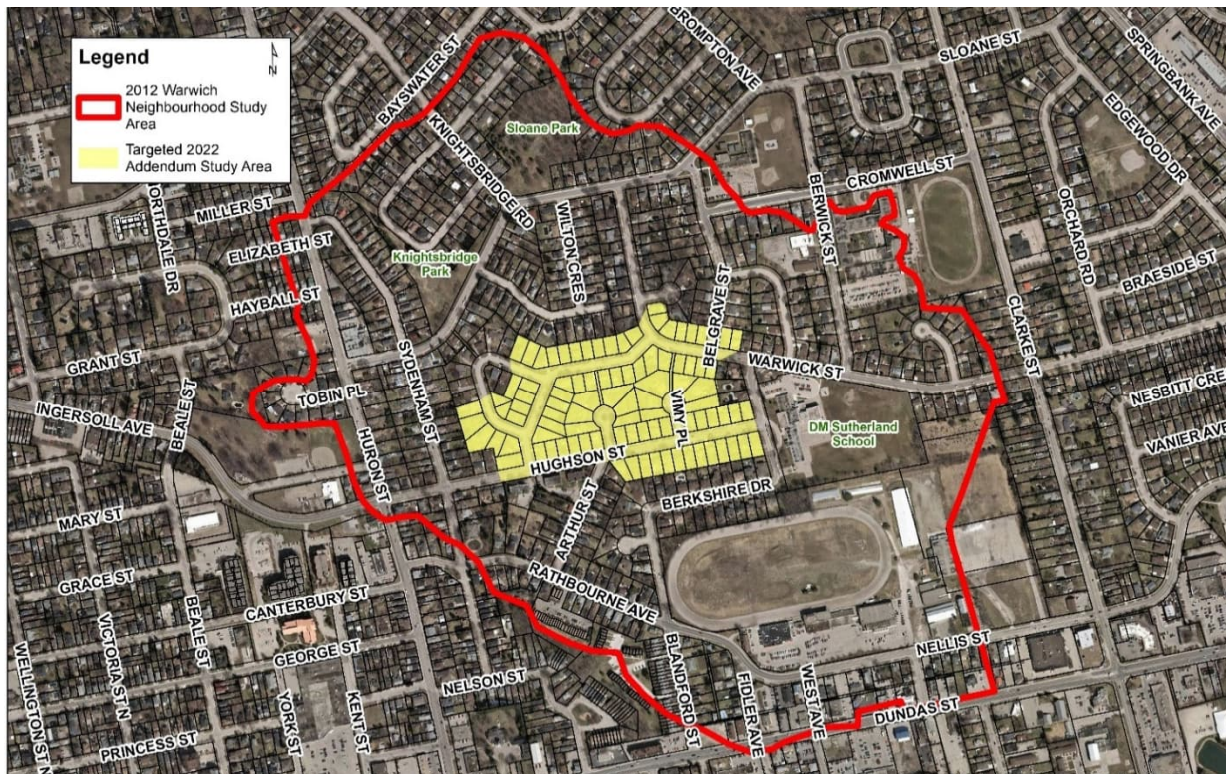 Legend
2012 Warwich
Neighbourhood Study
Area
Targeted 2022
Addendum Study Area
N
BAYSWATER ST
BROMPTON AVE
SLOANE ST
SPRINGBANK AVE
EDGEWOOD DR
Sloane Park
KNIGHTSBRIDGE RD
CROMWELL ST
BERWICK ST
MILLER ST
NORTHDALE DR
ELIZABETH ST
WILTON CRES
ORCHARD RD
Knightsbridge
Park
BRAESIDE ST
HAYBALL ST
BELGRAVE ST
CLARKE ST
GRANT ST
SYDENHAM ST
WARWICK ST
NESBITT CRE
TOBIN PL
BEALE ST
VIMY PL
INGERSOLL AVE
HURON ST
DM Sutherland
School
VANIER AVE
HUGHSON ST
BERKSHIRE DR
MARY ST
ARTHUR ST
GRACE ST
RATHBOURNE AVE
CANTERBURY ST
VICTORIA ST N
BEALE ST
GEORGE ST
NELLIS ST
WELLINGTON ST N
NELSON ST
BLANDFORD ST
FIDLER AVE
WEST AVE
DUNDAS ST
YORK ST
KENT ST
PRINCESS ST